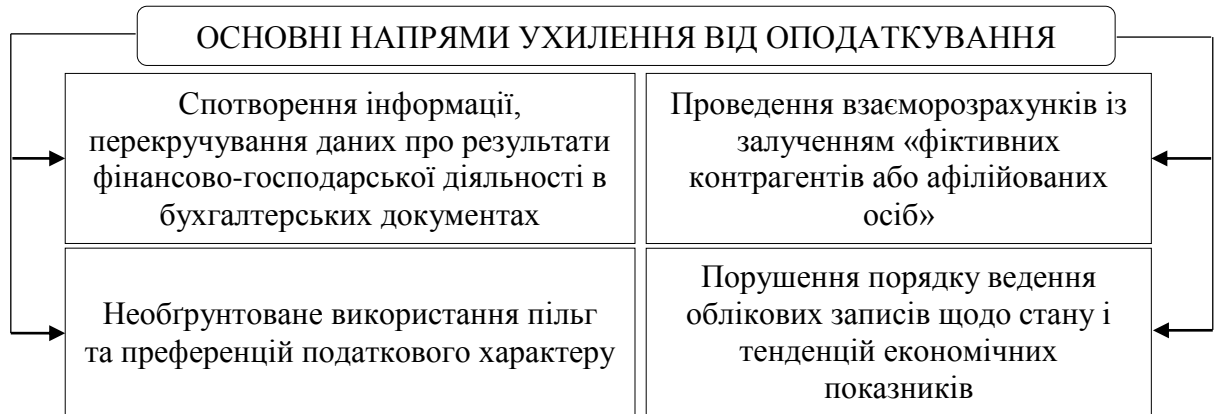 ОСНОВНІ НАПРЯМИ УХИЛЕННЯ ВІД ОПОДАТКУВАННЯ
Спотворення інформації,
перекручування даних про результати
фінансово-господарської діяльності в
бухгалтерських документах
Проведення взаєморозрахунків із
залученням «фіктивних
контрагентів або афілійованих
осіб»
Необґрунтоване використання пільг
та преференцій податкового характеру
Порушення порядку ведення
облікових записів щодо стану і
тенденцій економічних
показників